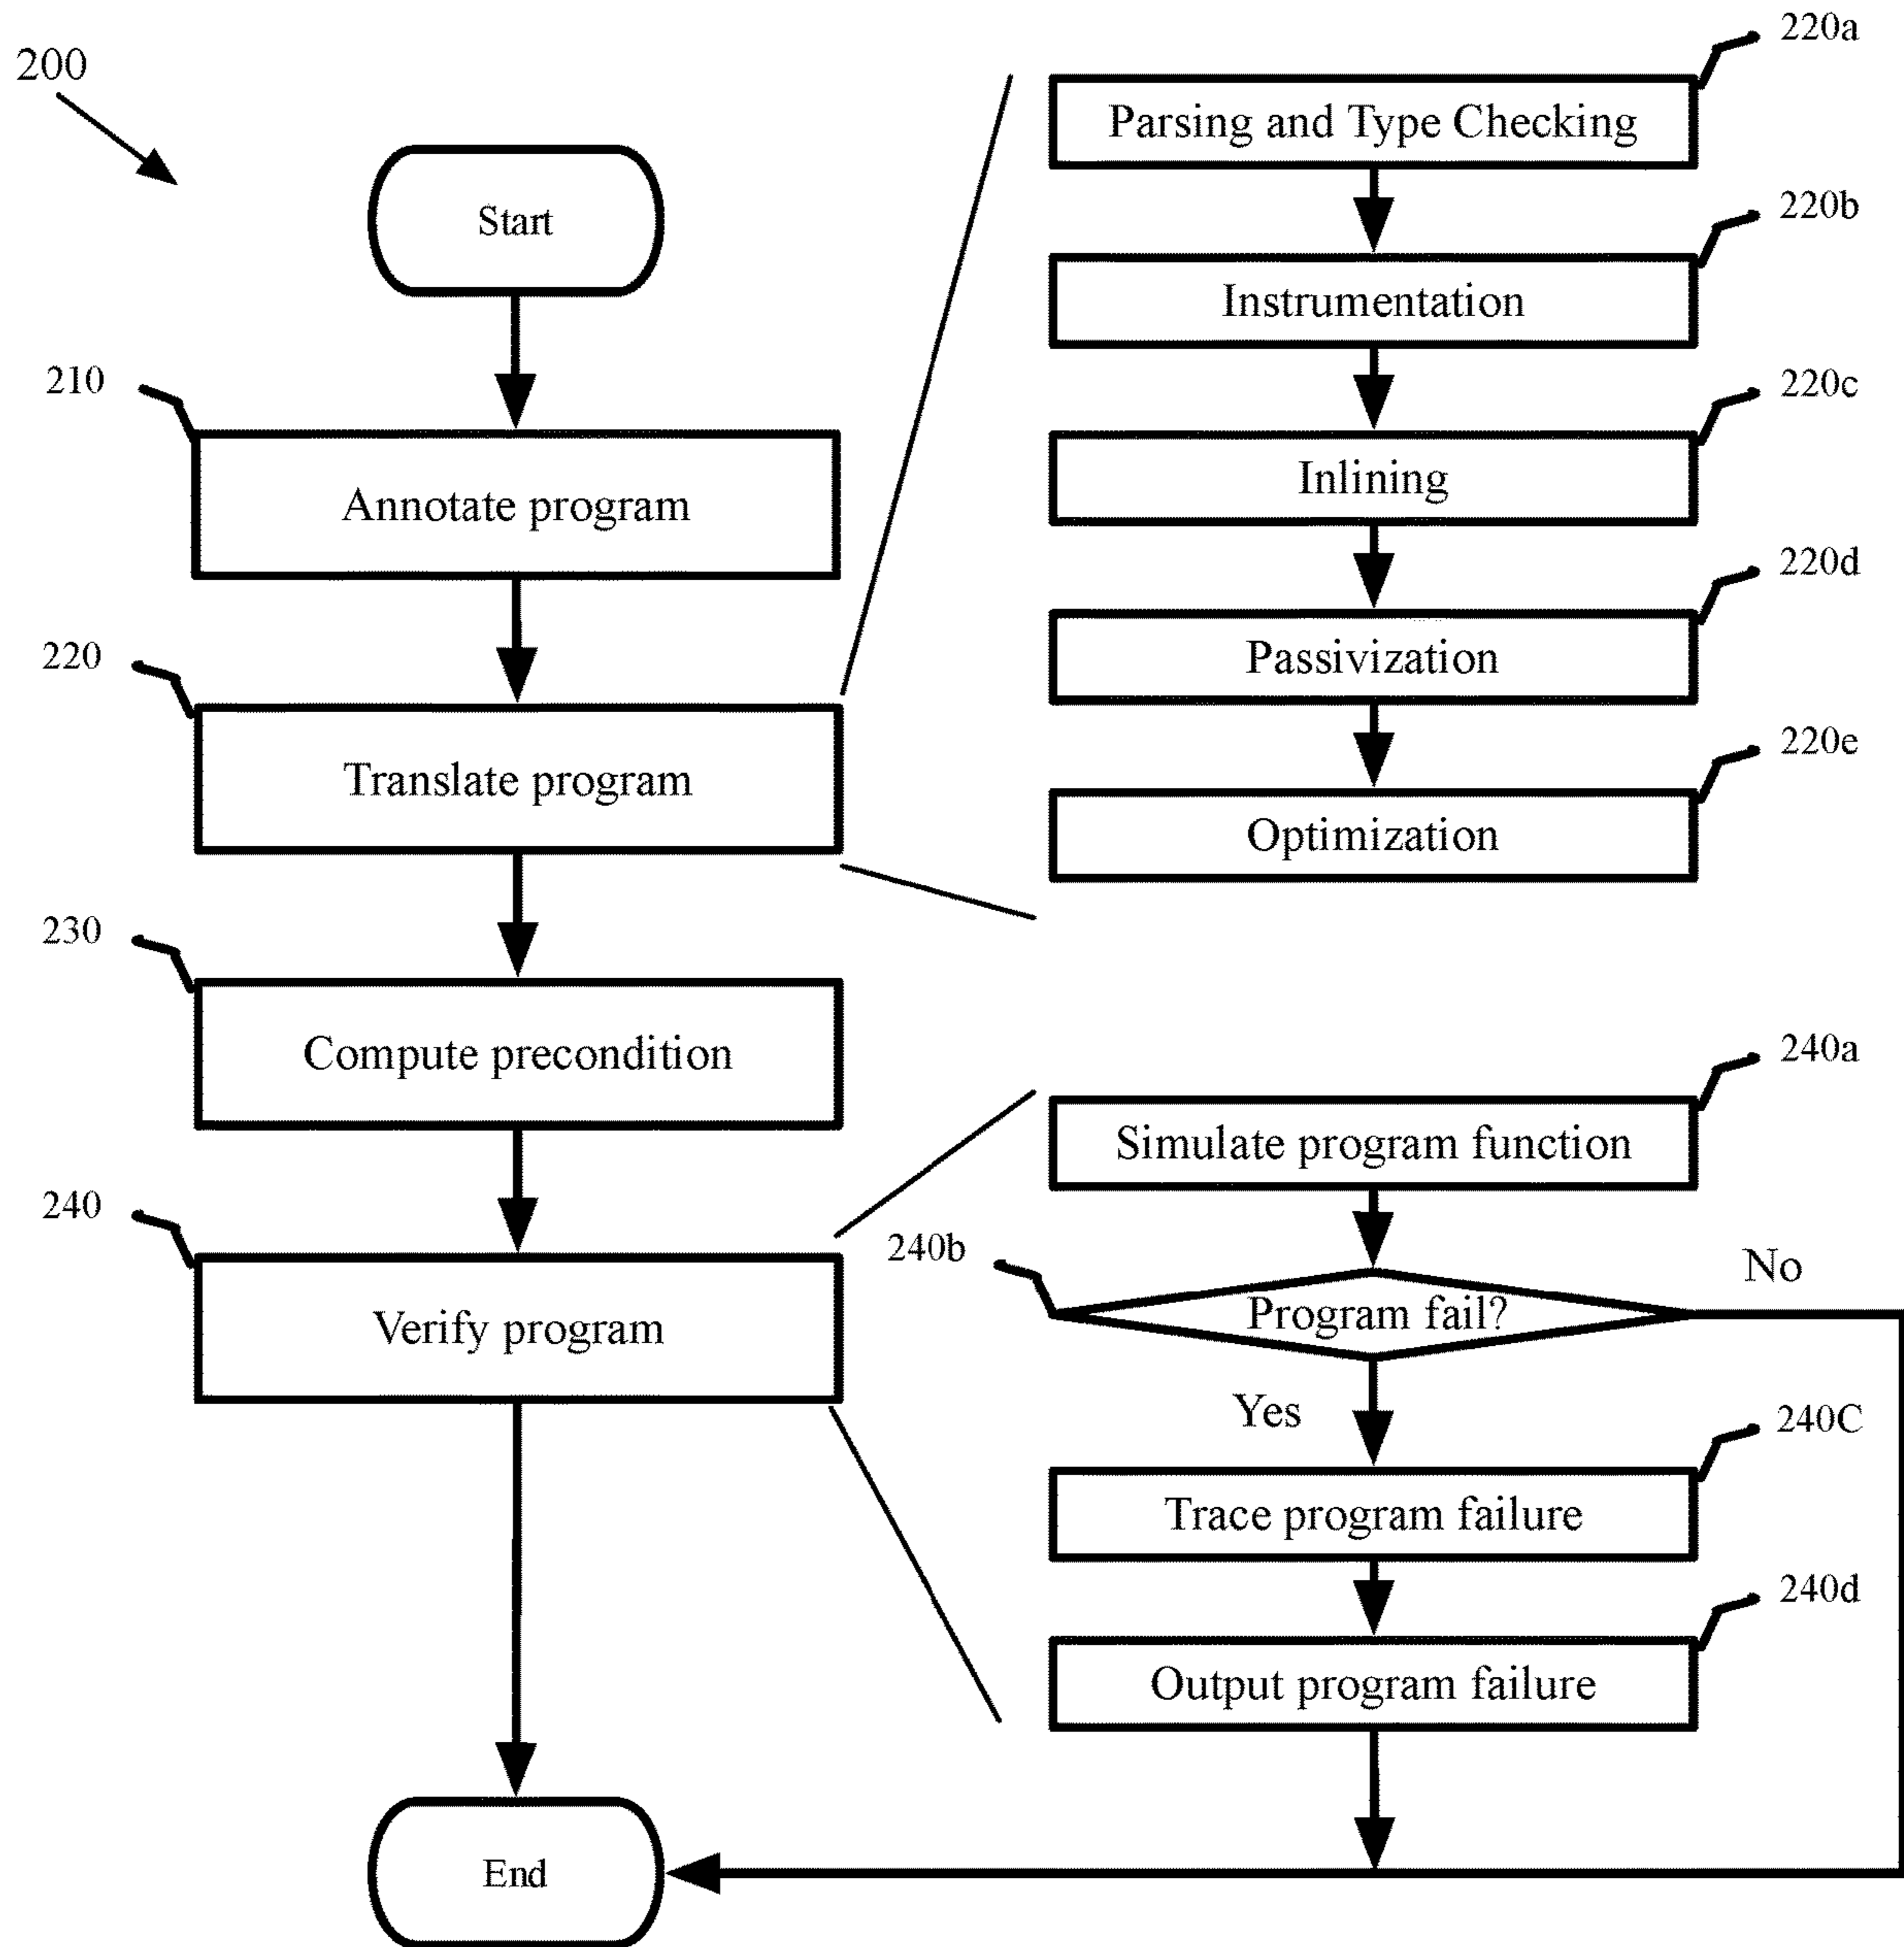 200
Start
210
Annotate program
220
Translate program
230
Compute precondition
240
Verify program
End
220a
Parsing and Type Checking
220b
Instrumentation
220c
Inlining
220d
Passivization
220e
Optimization
240a
Simulate program function
240b
Program fail?
No
Yes
240C
Trace program failure
240d
Output program failure